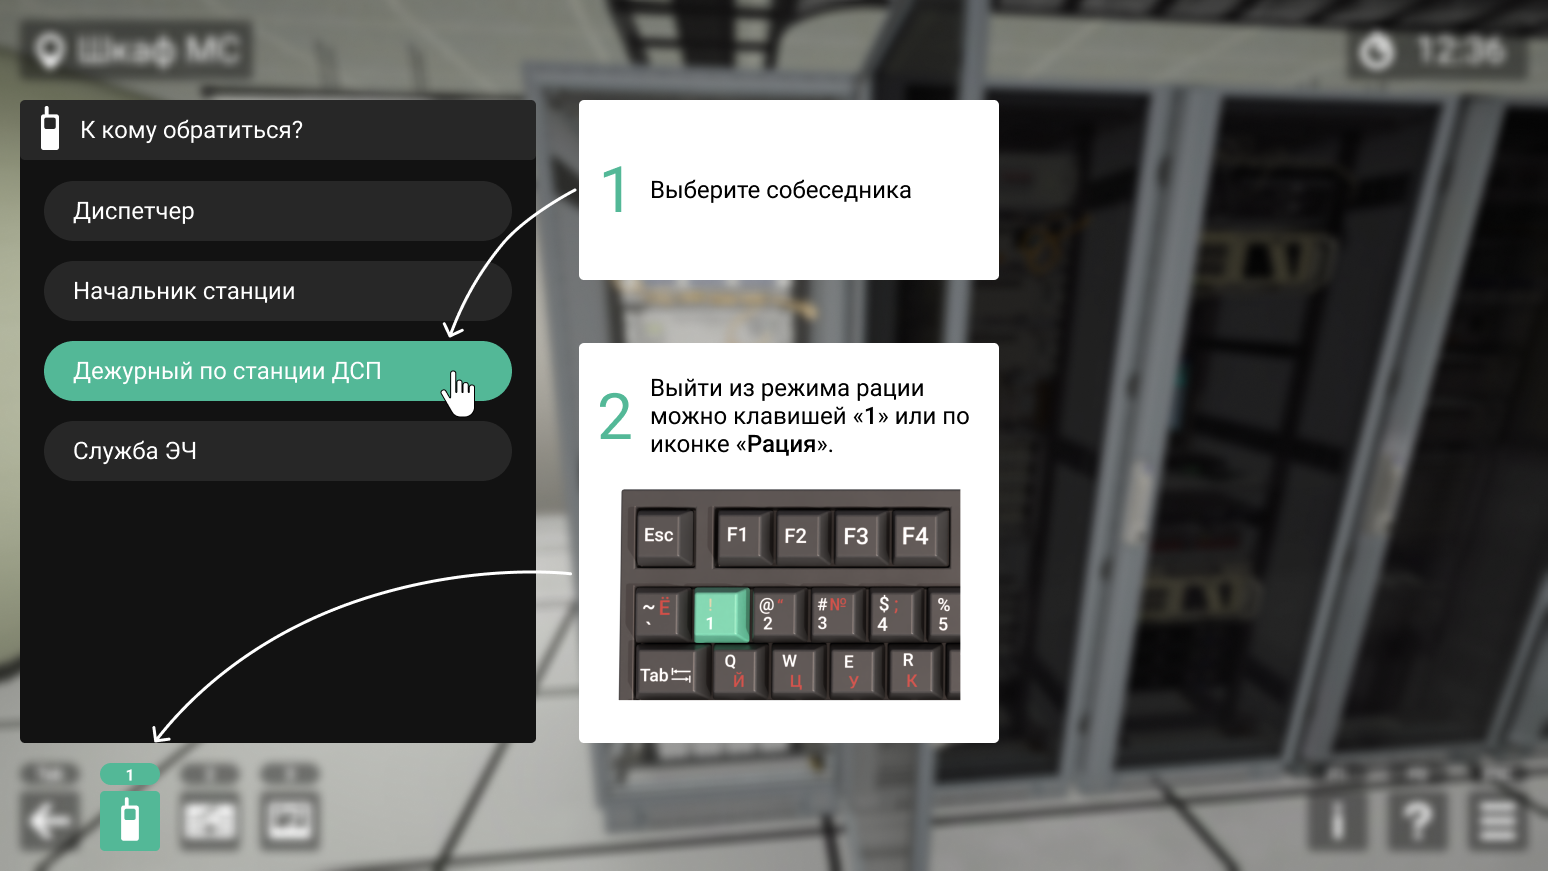 Шкаф МС
12:36
К кому обратиться?
Диспетчер
Начальник станции
Дежурный по станции ДСП
Служба ЭЧ
1 Выберите собеседника
2 Выйти из режима рации
можно клавишей «1» или по
иконке «Рация».
Esc F1 F2 F3 F4
~ Ё ` ! 1 @ " 2 # № 3 $ ; 4 % 5
Tab Q Й W Ц E У R К
1
?